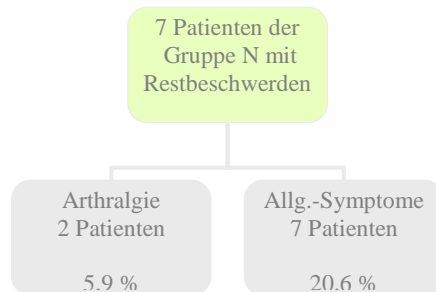 7 Patienten der
Gruppe N mit
Restbeschwerden
Arthralgie
2 Patienten
5.9 %
Allg.-Symptome
7 Patienten
20.6 %